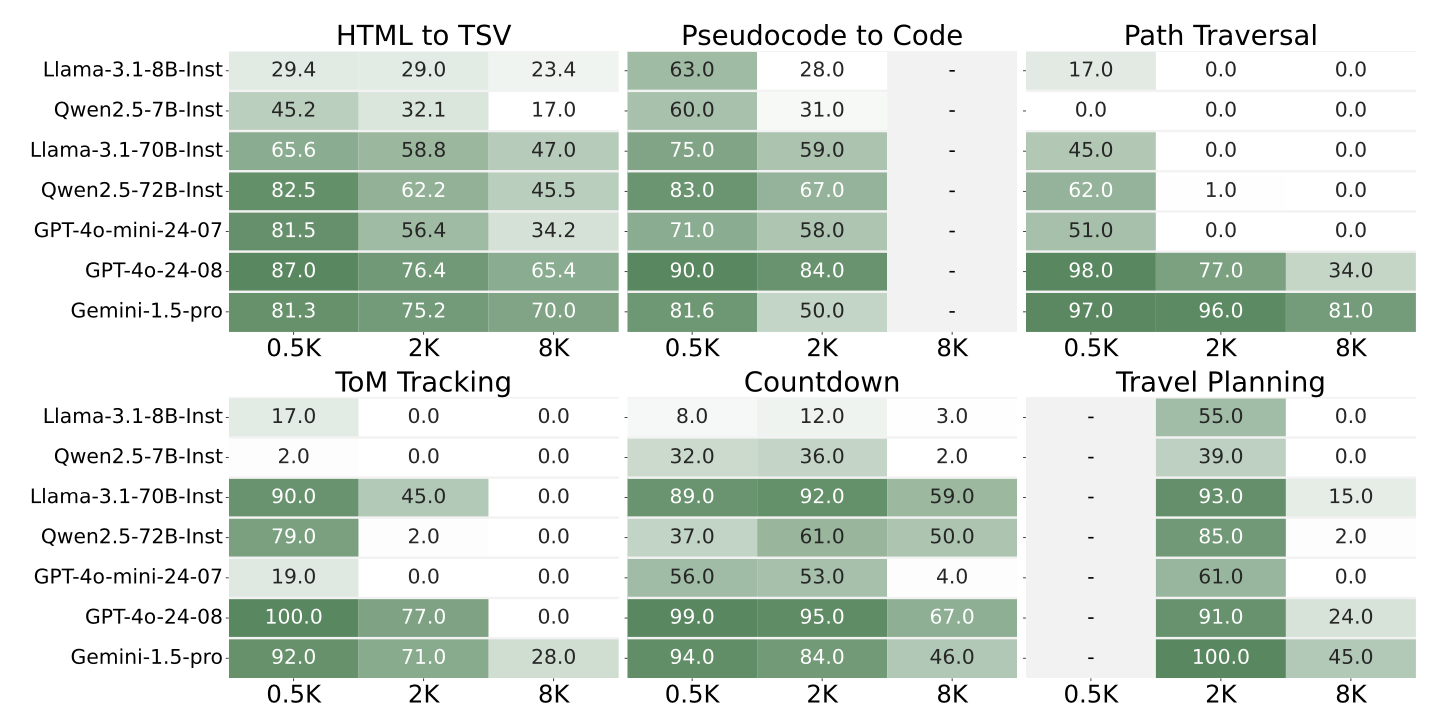 HTML to TSV Pseudocode to Code Path Traversal
Llama-3.1-8B-Inst 29.4 29.0 23.4 63.0 28.0 - 17.0 0.0 0.0
Qwen2.5-7B-Inst 45.2 32.1 17.0 60.0 31.0 - 0.0 0.0 0.0
Llama-3.1-70B-Inst 65.6 58.8 47.0 75.0 59.0 - 45.0 0.0 0.0
Qwen2.5-72B-Inst 82.5 62.2 45.5 83.0 67.0 - 62.0 1.0 0.0
GPT-4o-mini-24-07 81.5 56.4 34.2 71.0 58.0 - 51.0 0.0 0.0
GPT-4o-24-08 87.0 76.4 65.4 90.0 84.0 - 98.0 77.0 34.0
Gemini-1.5-pro 81.3 75.2 70.0 81.6 50.0 - 97.0 96.0 81.0
0.5K 2K 8K 0.5K 2K 8K 0.5K 2K 8K
ToM Tracking Countdown Travel Planning
Llama-3.1-8B-Inst 17.0 0.0 0.0 8.0 12.0 3.0 - 55.0 0.0
Qwen2.5-7B-Inst 2.0 0.0 0.0 32.0 36.0 2.0 - 39.0 0.0
Llama-3.1-70B-Inst 90.0 45.0 0.0 89.0 92.0 59.0 - 93.0 15.0
Qwen2.5-72B-Inst 79.0 2.0 0.0 37.0 61.0 50.0 - 85.0 2.0
GPT-4o-mini-24-07 19.0 0.0 0.0 56.0 53.0 4.0 - 61.0 0.0
GPT-4o-24-08 100.0 77.0 0.0 99.0 95.0 67.0 - 91.0 24.0
Gemini-1.5-pro 92.0 71.0 28.0 94.0 84.0 46.0 - 100.0 45.0
0.5K 2K 8K 0.5K 2K 8K 0.5K 2K 8K